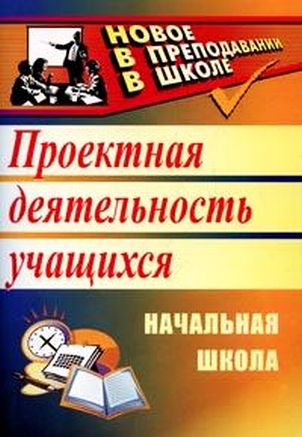 НОВОЕ
В ПРЕПОДАВАНИИ
В ШКОЛЕ
Проектная
деятельность
учащихся
НАЧАЛЬНАЯ
ШКОЛА